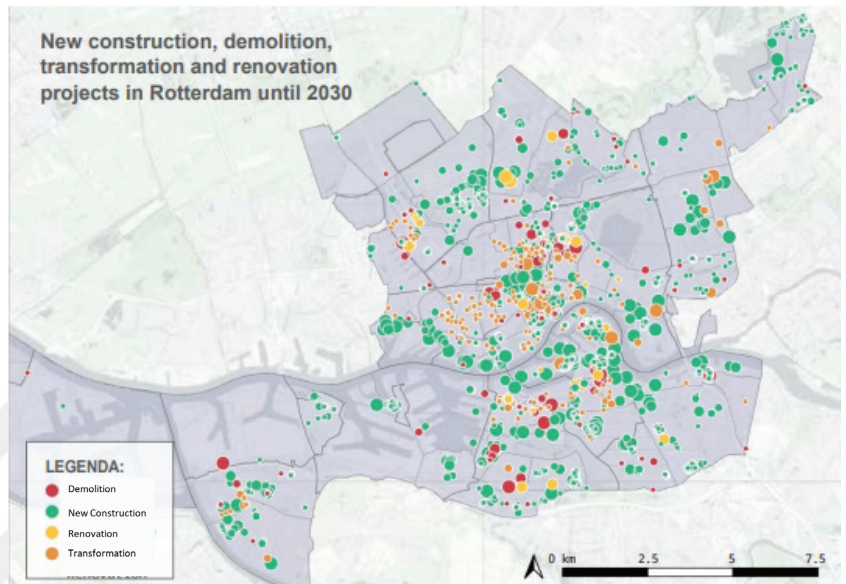 New construction, demolition,
transformation and renovation
projects in Rotterdam until 2030
LEGENDA:
Demolition
New Construction
Renovation
Transformation
0 km 2.5 5 7.5